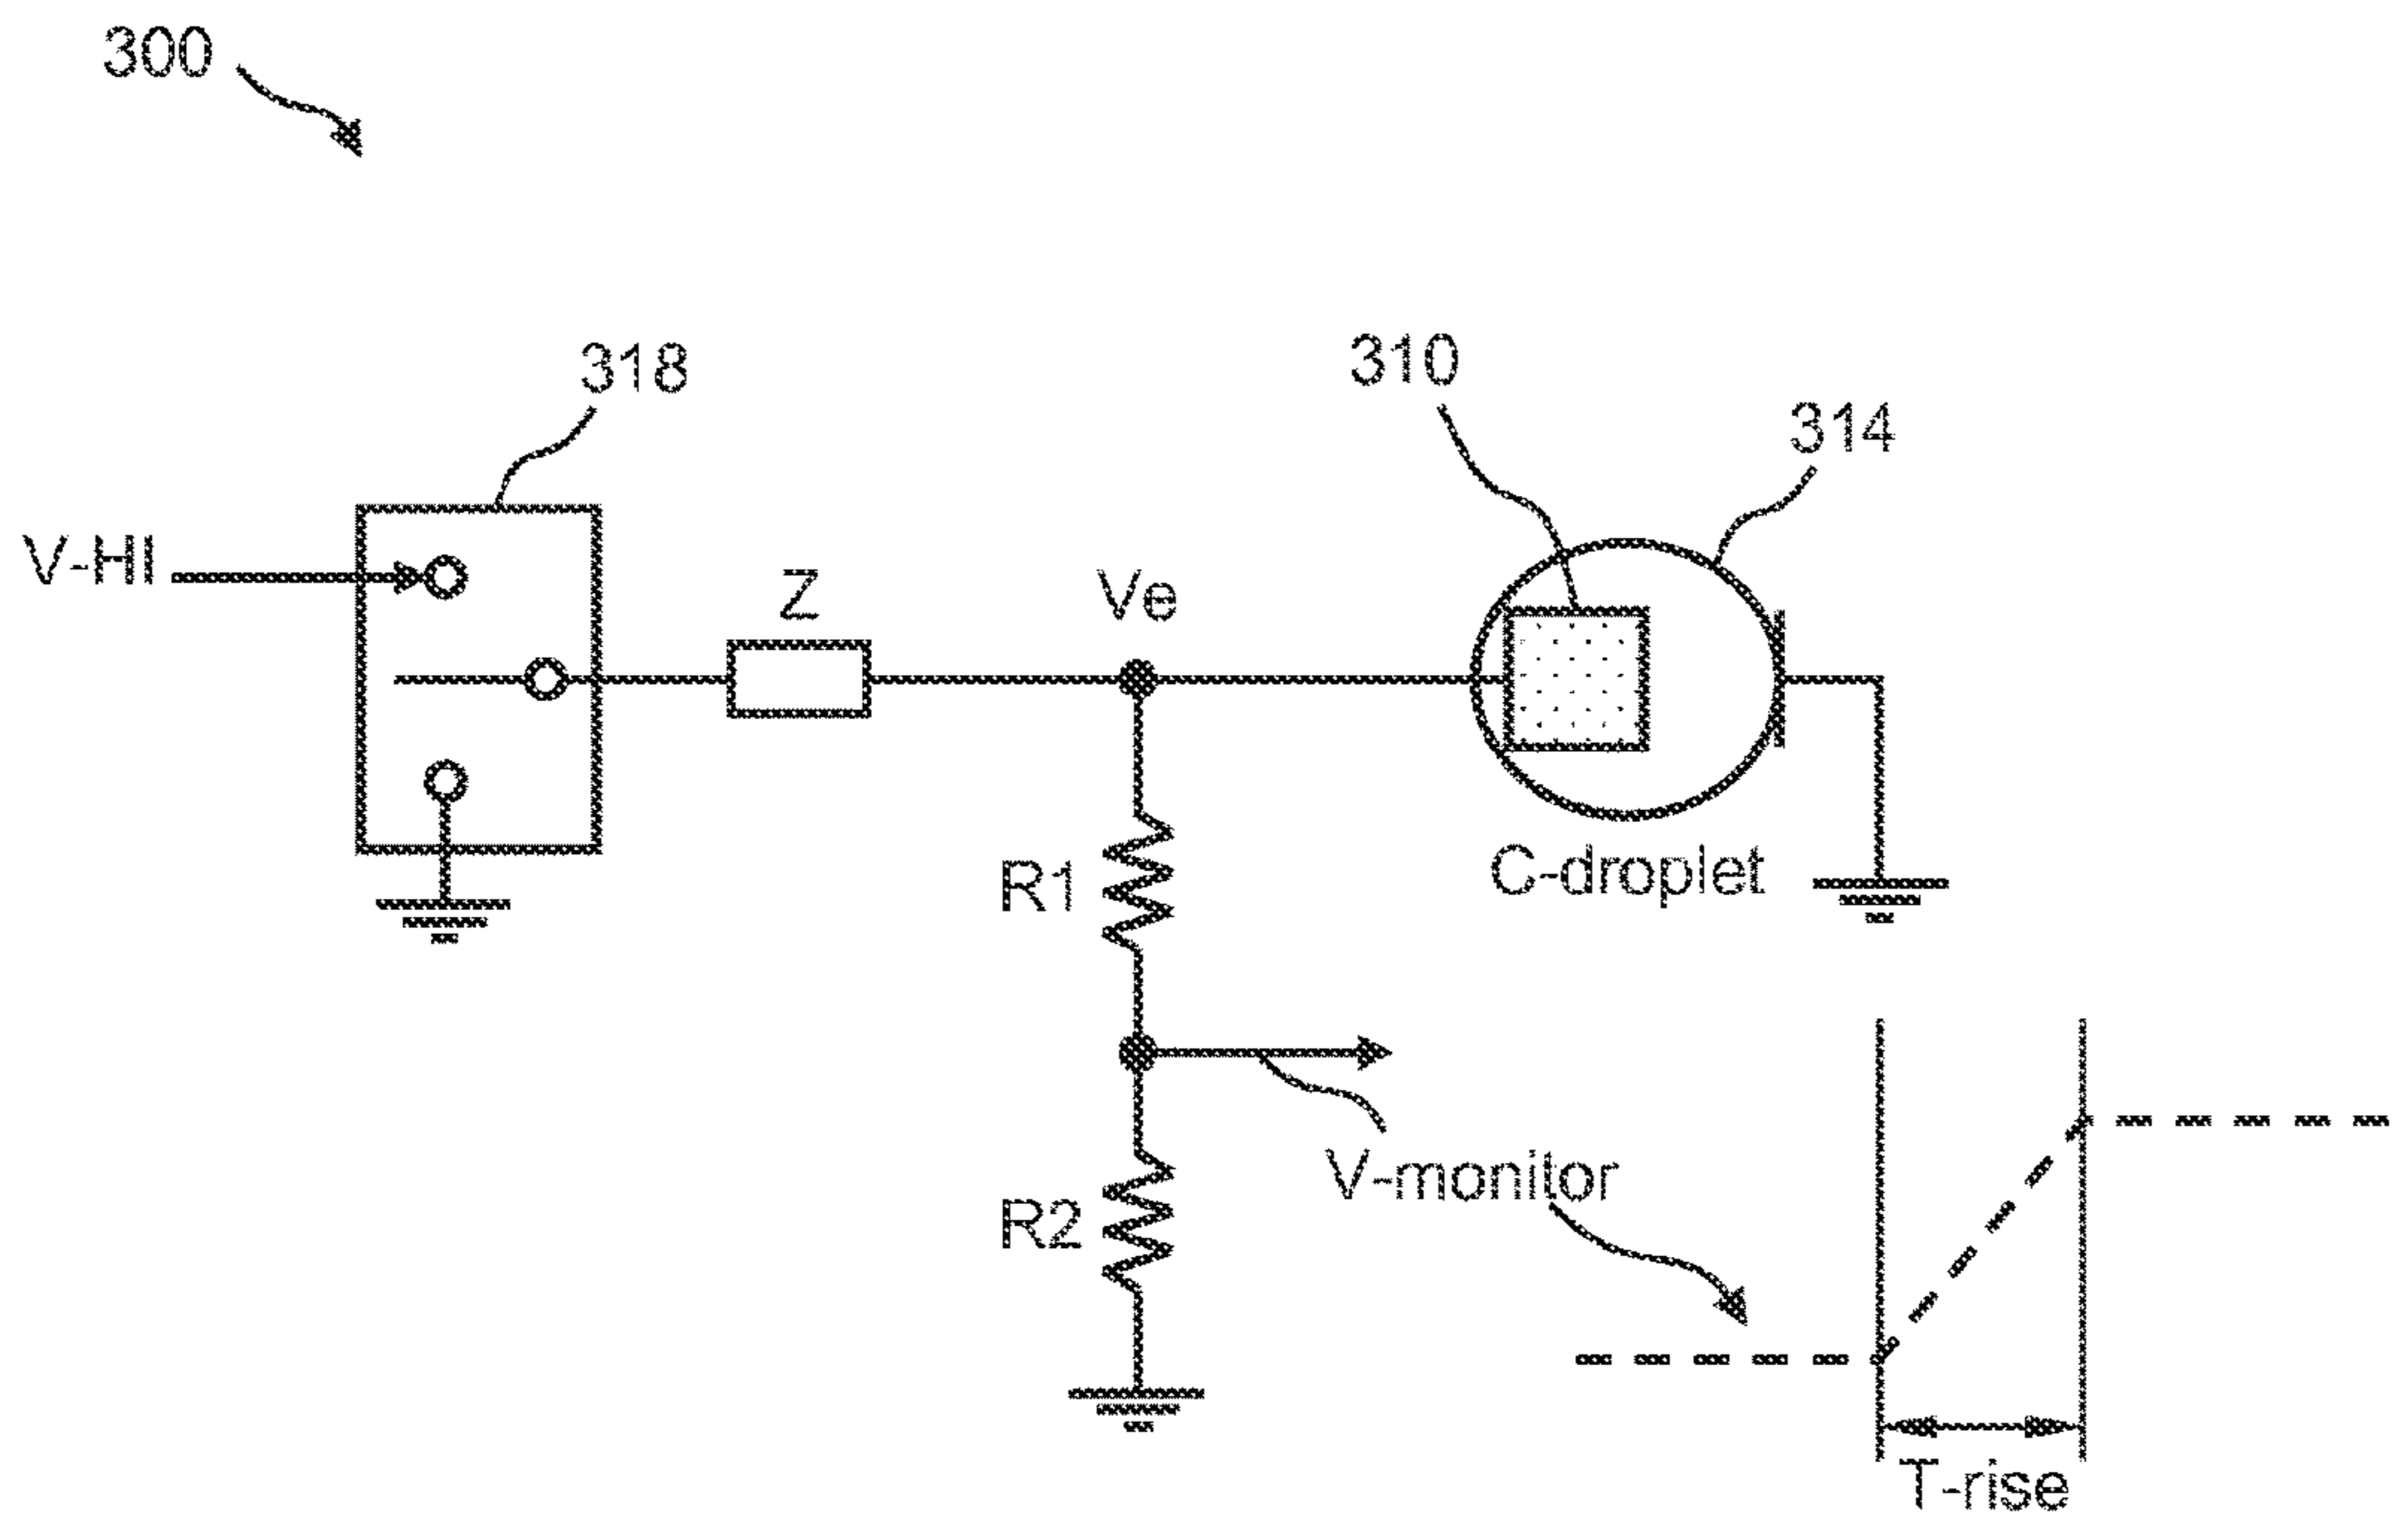 300
318
310
314
V-HI
Z
Ve
R1
C-droplet
V-monitor
R2
T-rise